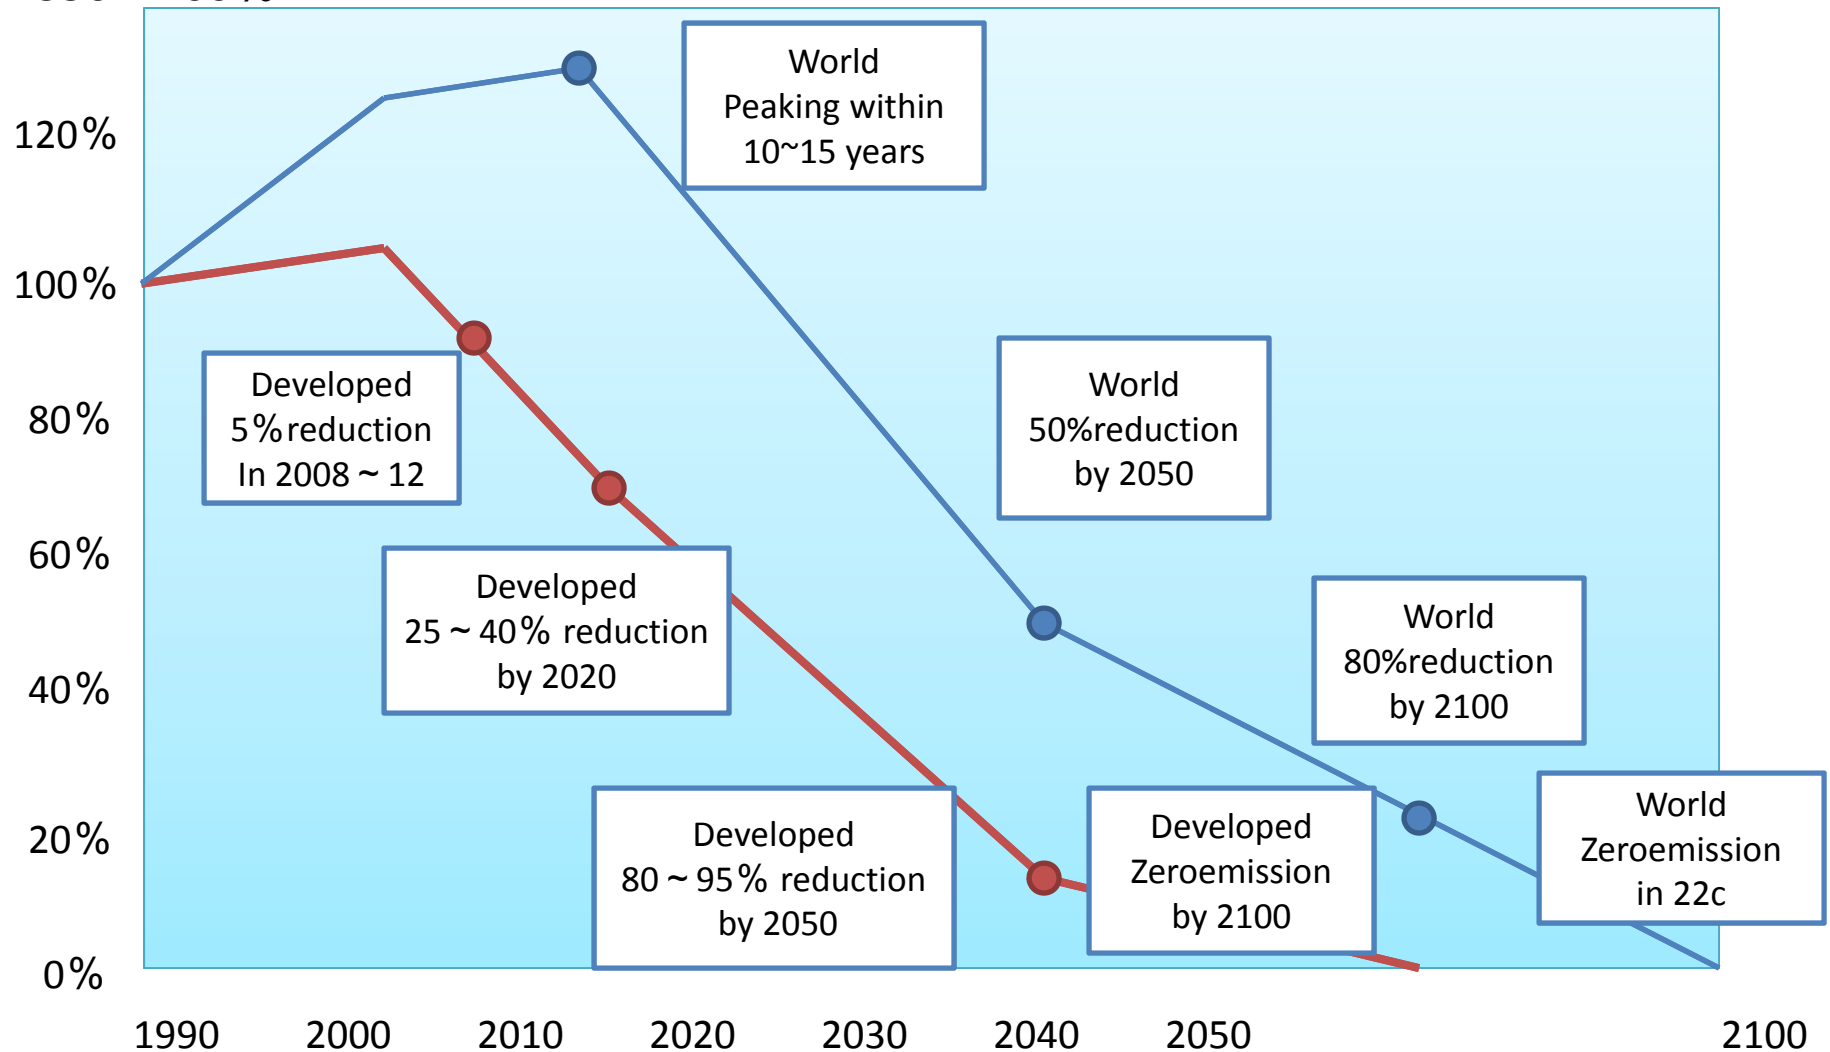 120%
100%
80%
60%
40%
20%
0%
World
Peaking within
10~15 years
Developed
5%reduction
In 2008 ~ 12
World
50%reduction
by 2050
Developed
25 ~ 40% reduction
by 2020
World
80%reduction
by 2100
Developed
80 ~ 95% reduction
by 2050
Developed
Zeroemission
by 2100
World
Zeroemission
in 22c
1990 2000 2010 2020 2030 2040 2050 2100